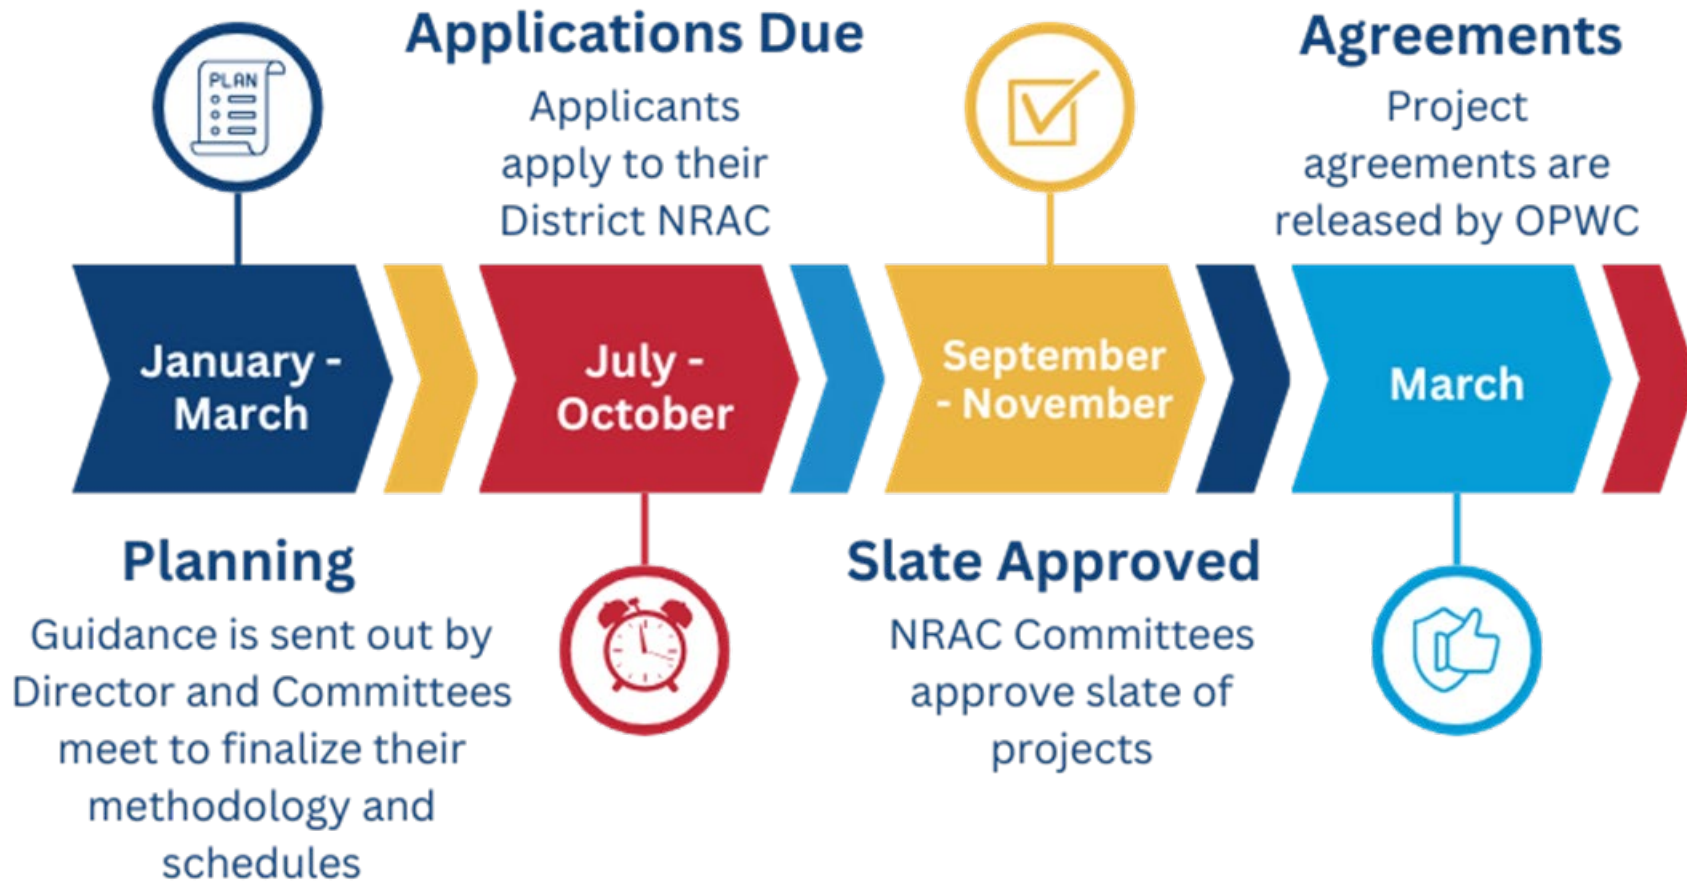 PLAN
January -
March
Planning
Guidance is sent out by
Director and Committees
meet to finalize their
methodology and
schedules
Applications Due
Applicants
apply to their
District NRAC
July -
October
September
- November
Slate Approved
NRAC Committees
approve slate of
projects
Agreements
Project
agreements are
released by OPWC
March